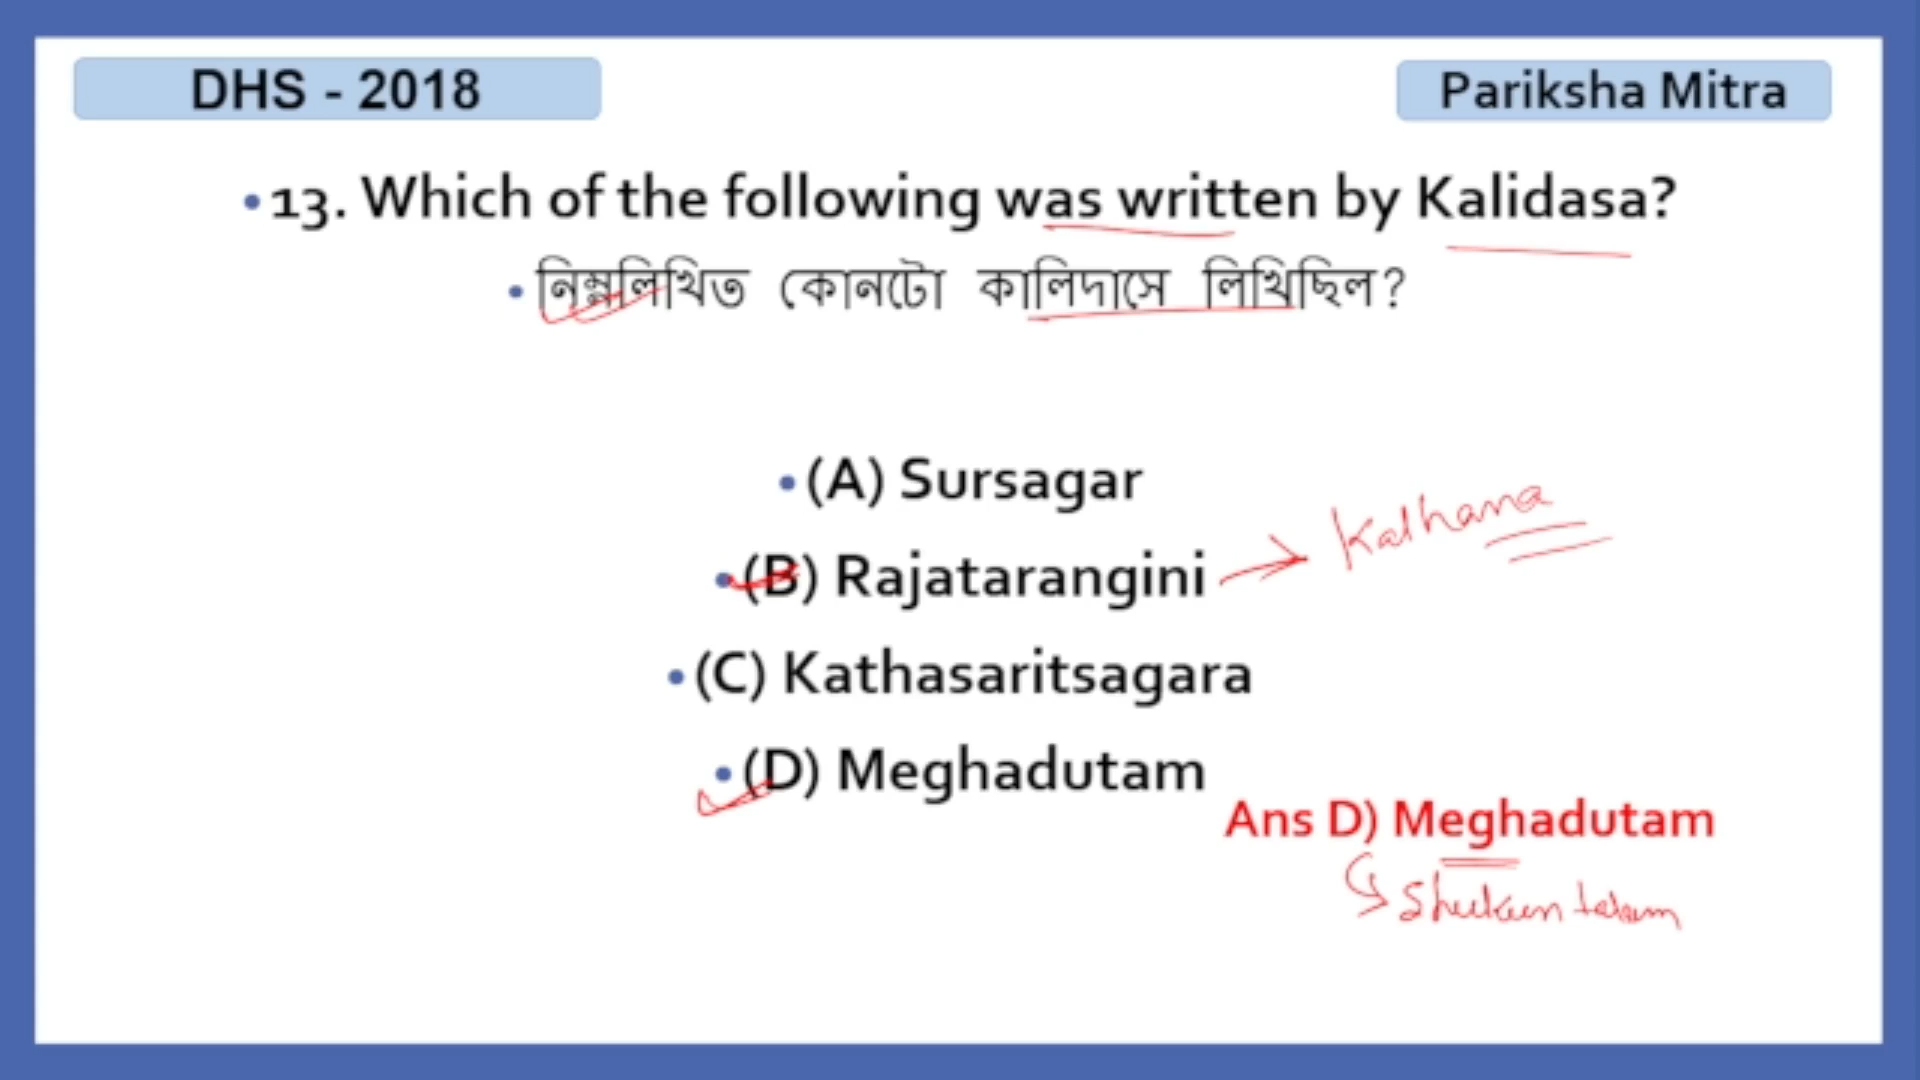 DHS - 2018
Pariksha Mitra
•13. Which of the following was written by Kalidasa?
• নিম্নলিখিত কোনটো কালিদাসে লিখিছিল?
• (A) Sursagar
• (B) Rajatarangini → Kalhana
• (C) Kathasaritsagara
• (D) Meghadutam
Ans D) Meghadutam
Shukuntalam